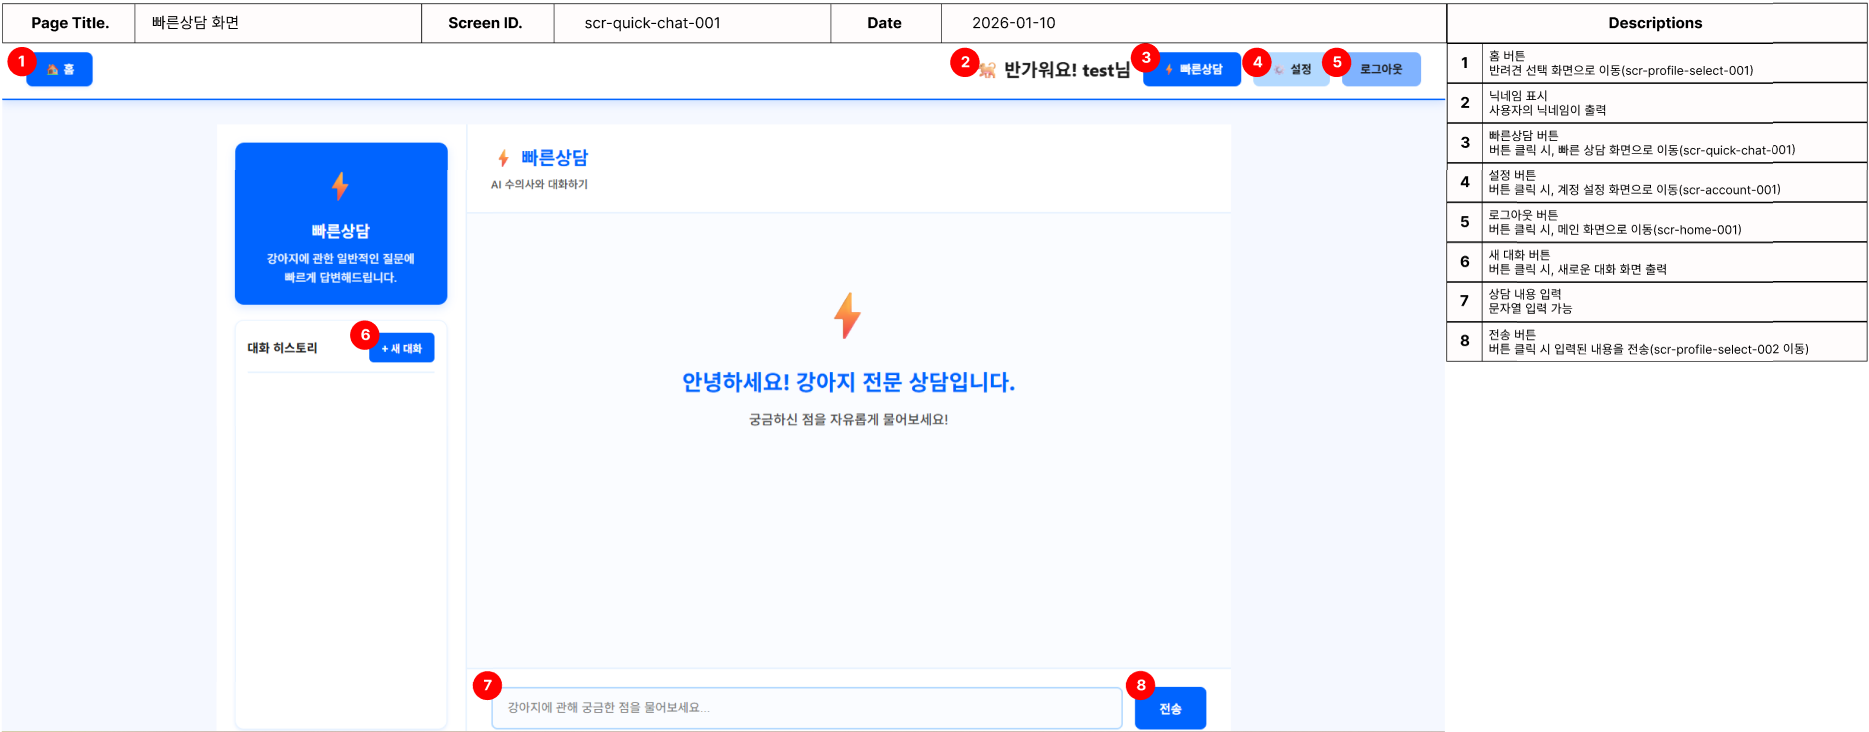 Page Title.
빠른상담 화면
Screen ID.
scr-quick-chat-001
Date
2026-01-10
Descriptions
1
홈
2
반가워요! test님
3
빠른상담
4
설정
5
로그아웃
빠른상담
강아지에 관한 일반적인 질문에
빠르게 답변해드립니다.
대화 히스토리
6
+ 새 대화
빠른상담
AI 수의사와 대화하기
안녕하세요! 강아지 전문 상담입니다.
궁금하신 점을 자유롭게 물어보세요!
7
강아지에 관해 궁금한 점을 물어보세요...
8
전송
1
홈 버튼
반려견 선택 화면으로 이동(scr-profile-select-001)
2
닉네임 표시
사용자의 닉네임이 출력
3
빠른상담 버튼
버튼 클릭 시, 빠른 상담 화면으로 이동(scr-quick-chat-001)
4
설정 버튼
버튼 클릭 시, 계정 설정 화면으로 이동(scr-account-001)
5
로그아웃 버튼
버튼 클릭 시, 메인 화면으로 이동(scr-home-001)
6
새 대화 버튼
버튼 클릭 시, 새로운 대화 화면 출력
7
상담 내용 입력
문자열 입력 가능
8
전송 버튼
버튼 클릭 시 입력된 내용을 전송(scr-profile-select-002 이동)